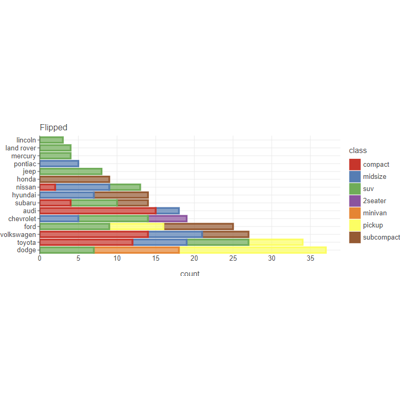 Flipped
lincoln
land rover
mercury
pontiac
jeep
honda
nissan
hyundai
subaru
audi
chevrolet
ford
volkswagen
toyota
dodge
0 5 10 15 20 25 30 35
count
class
compact
midsize
suv
2seater
minivan
pickup
subcompact